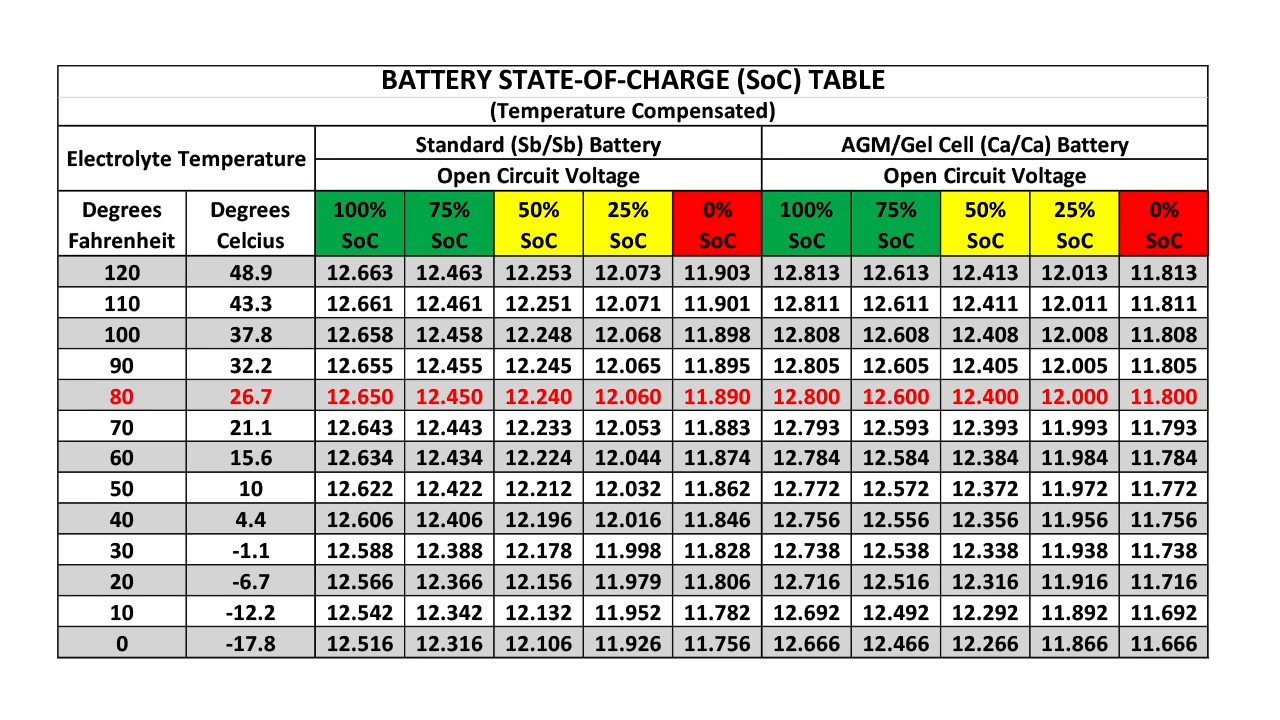 BATTERY STATE-OF-CHARGE (SoC) TABLE
(Temperature Compensated)
Electrolyte Temperature
Standard (Sb/Sb) Battery
AGM/Gel Cell (Ca/Ca) Battery
Open Circuit Voltage
Open Circuit Voltage
Degrees Fahrenheit Degrees Celcius 100% SoC 75% SoC 50% SoC 25% SoC 0% SoC 100% SoC 75% SoC 50% SoC 25% SoC 0% SoC
120 48.9 12.663 12.463 12.253 12.073 11.903 12.813 12.613 12.413 12.013 11.813
110 43.3 12.661 12.461 12.251 12.071 11.901 12.811 12.611 12.411 12.011 11.811
100 37.8 12.658 12.458 12.248 12.068 11.898 12.808 12.608 12.408 12.008 11.808
90 32.2 12.655 12.455 12.245 12.065 11.895 12.805 12.605 12.405 12.005 11.805
80 26.7 12.650 12.450 12.240 12.060 11.890 12.800 12.600 12.400 12.000 11.800
70 21.1 12.643 12.443 12.233 12.053 11.883 12.793 12.593 12.393 11.993 11.793
60 15.6 12.634 12.434 12.224 12.044 11.874 12.784 12.584 12.384 11.984 11.784
50 10 12.622 12.422 12.212 12.032 11.862 12.772 12.572 12.372 11.972 11.772
40 4.4 12.606 12.406 12.196 12.016 11.846 12.756 12.556 12.356 11.956 11.756
30 -1.1 12.588 12.388 12.178 11.998 11.828 12.738 12.538 12.338 11.938 11.738
20 -6.7 12.566 12.366 12.156 11.979 11.806 12.716 12.516 12.316 11.916 11.716
10 -12.2 12.542 12.342 12.132 11.952 11.782 12.692 12.492 12.292 11.892 11.692
0 -17.8 12.516 12.316 12.106 11.926 11.756 12.666 12.466 12.266 11.866 11.666